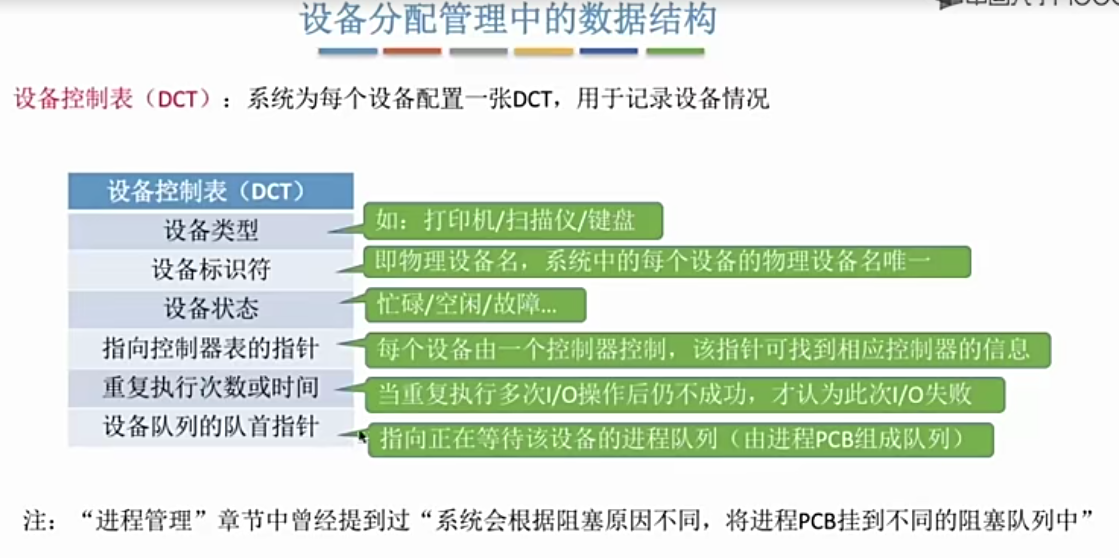 设备分配管理中的数据结构
设备控制表（DCT）：系统为每个设备配置一张DCT，用于记录设备情况
设备控制表（DCT）
设备类型
如：打印机/扫描仪/键盘
设备标识符
即物理设备名，系统中的每个设备的物理设备名唯一
设备状态
忙碌/空闲/故障...
指向控制器表的指针
每个设备由一个控制器控制，该指针可找到相应控制器的信息
重复执行次数或时间
当重复执行多次I/O操作后仍不成功，才认为此次I/O失败
设备队列的队首指针
指向正在等待该设备的进程队列（由进程PCB组成队列）
注：“进程管理”章节中曾经提到过“系统会根据阻塞原因不同，将进程PCB挂到不同的阻塞队列中”